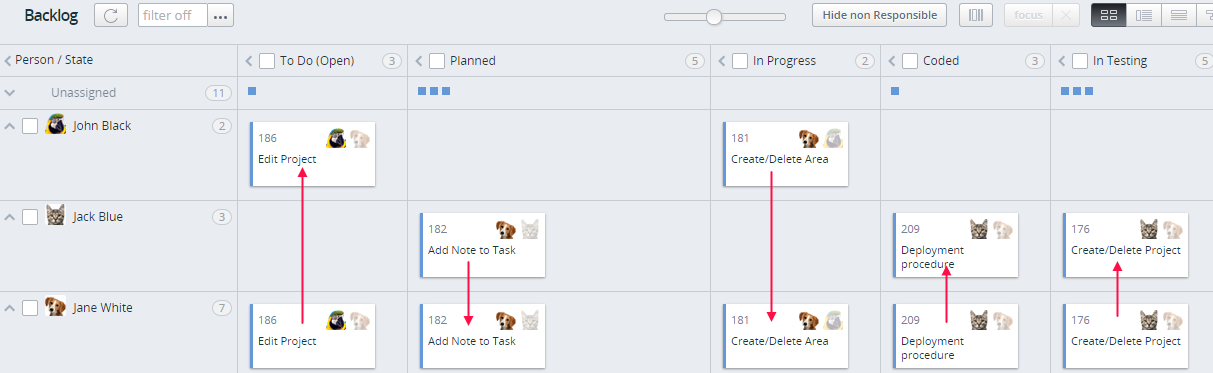 Backlog filter off ... Hide non Responsible focus
Person / State To Do (Open) 3 Planned 5 In Progress 2 Coded 3 In Testing 5
Unassigned 11
John Black 2
186
Edit Project
181
Create/Delete Area
Jack Blue 3
182
Add Note to Task
209
Deployment
procedure
176
Create/Delete Project
Jane White 7
186
Edit Project
182
Add Note to Task
181
Create/Delete Area
209
Deployment
procedure
176
Create/Delete Project